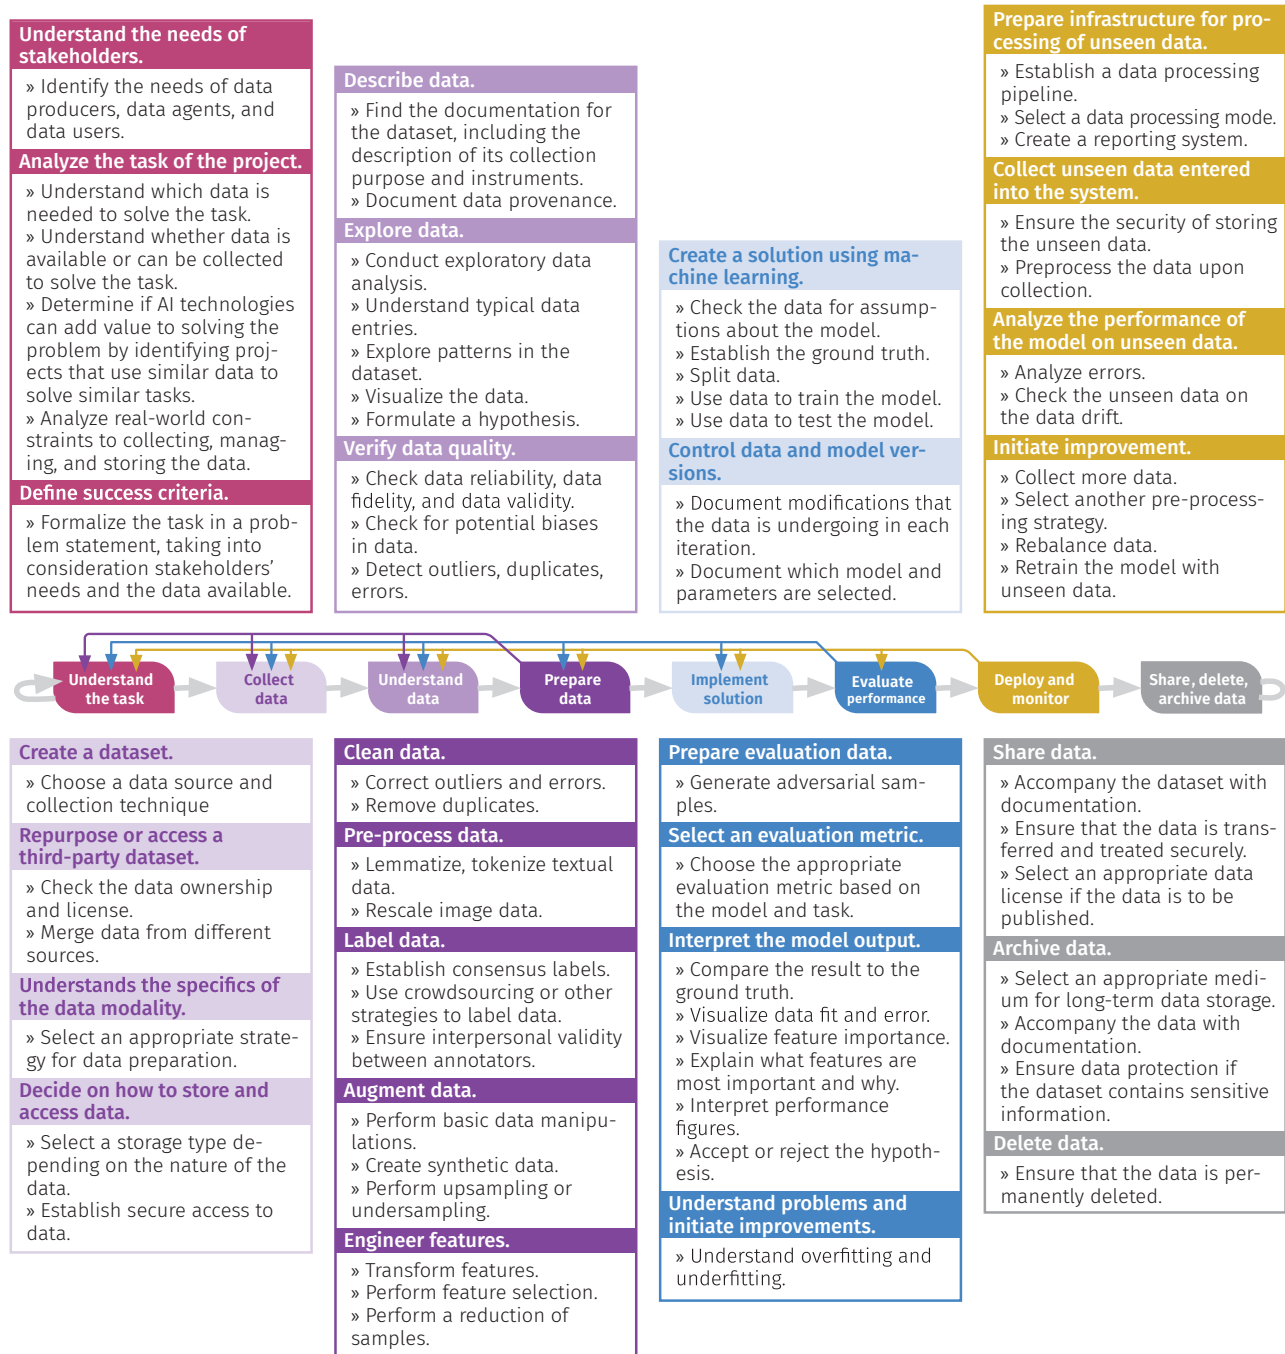 Understand the needs of
stakeholders.
» Identify the needs of data
producers, data agents, and
data users.
Analyze the task of the project.
» Understand which data is
needed to solve the task.
» Understand whether data is
available or can be collected
to solve the task.
» Determine if AI technologies
can add value to solving the
problem by identifying proj-
ects that use similar data to
solve similar tasks.
» Analyze real-world con-
straints to collecting, manag-
ing, and storing the data.
Define success criteria.
» Formalize the task in a prob-
lem statement, taking into
consideration stakeholders’
needs and the data available.
Describe data.
» Find the documentation for
the dataset, including the
description of its collection
purpose and instruments.
» Document data provenance.
Explore data.
» Conduct exploratory data
analysis.
» Understand typical data
entries.
» Explore patterns in the
dataset.
» Visualize the data.
» Formulate a hypothesis.
Verify data quality.
» Check data reliability, data
fidelity, and data validity.
» Check for potential biases
in data.
» Detect outliers, duplicates,
errors.
Create a solution using ma-
chine learning.
» Check the data for assump-
tions about the model.
» Establish the ground truth.
» Split data.
» Use data to train the model.
» Use data to test the model.
Control data and model ver-
sions.
» Document modifications that
the data is undergoing in each
iteration.
» Document which model and
parameters are selected.
Prepare infrastructure for pro-
cessing of unseen data.
» Establish a data processing
pipeline.
» Select a data processing mode.
» Create a reporting system.
Collect unseen data entered
into the system.
» Ensure the security of storing
the unseen data.
» Preprocess the data upon
collection.
Analyze the performance of
the model on unseen data.
» Analyze errors.
» Check the unseen data on
the data drift.
Initiate improvement.
» Collect more data.
» Select another pre-process-
ing strategy.
» Rebalance data.
» Retrain the model with
unseen data.
Understand
the task
Collect
data
Understand
data
Prepare
data
Implement
solution
Evaluate
performance
Deploy and
monitor
Share, delete,
archive data
Create a dataset.
» Choose a data source and
collection technique
Repurpose or access a
third-party dataset.
» Check the data ownership
and license.
» Merge data from different
sources.
Understands the specifics of
the data modality.
» Select an appropriate strate-
gy for data preparation.
Decide on how to store and
access data.
» Select a storage type de-
pending on the nature of the
data.
» Establish secure access to
data.
Clean data.
» Correct outliers and errors.
» Remove duplicates.
Pre-process data.
» Lemmatize, tokenize textual
data.
» Rescale image data.
Label data.
» Establish consensus labels.
» Use crowdsourcing or other
strategies to label data.
» Ensure interpersonal validity
between annotators.
Augment data.
» Perform basic data manipu-
lations.
» Create synthetic data.
» Perform upsampling or
undersampling.
Engineer features.
» Transform features.
» Perform feature selection.
» Perform a reduction of
samples.
Prepare evaluation data.
» Generate adversarial sam-
ples.
Select an evaluation metric.
» Choose the appropriate
evaluation metric based on
the model and task.
Interpret the model output.
» Compare the result to the
ground truth.
» Visualize data fit and error.
» Visualize feature importance.
» Explain what features are
most important and why.
» Interpret performance
figures.
» Accept or reject the hypoth-
esis.
Understand problems and
initiate improvements.
» Understand overfitting and
underfitting.
Share data.
» Accompany the dataset with
documentation.
» Ensure that the data is trans-
ferred and treated securely.
» Select an appropriate data
license if the data is to be
published.
Archive data.
» Select an appropriate medi-
um for long-term data storage.
» Accompany the data with
documentation.
» Ensure data protection if
the dataset contains sensitive
information.
Delete data.
» Ensure that the data is per-
manently deleted.